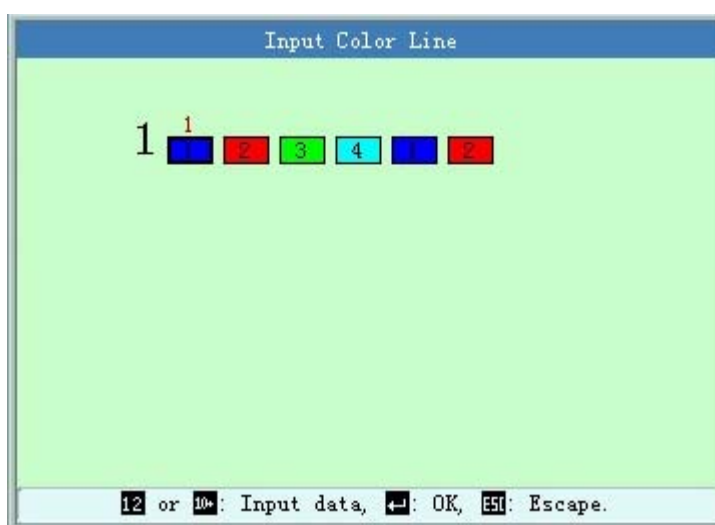 Input Color Line
1
1 1 2 3 4 1 2
12 or 10+: Input data, ↵: OK, ESC: Escape.